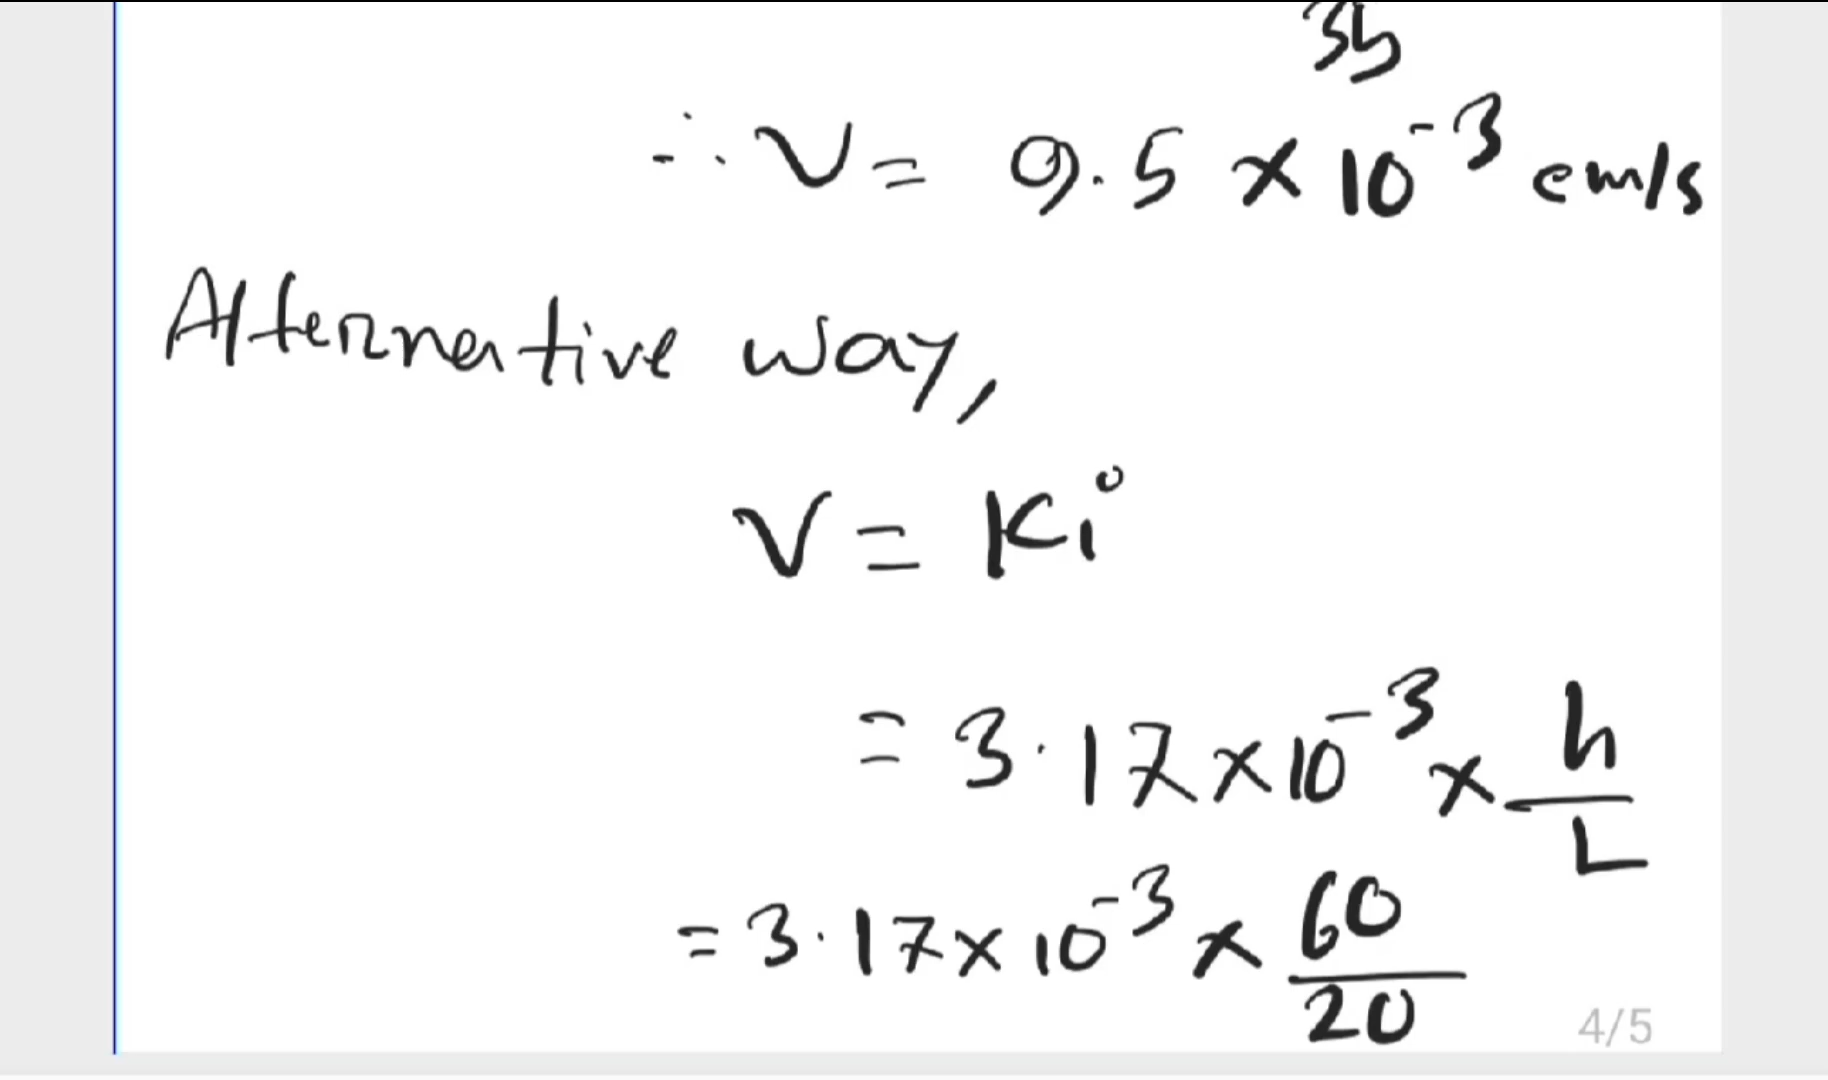 35
∴ V = 9.5 × 10⁻³ cm/s
Alternative way,
V = Ki
= 3.17 × 10⁻³ × h/L
= 3.17 × 10⁻³ × 60/20
4/5